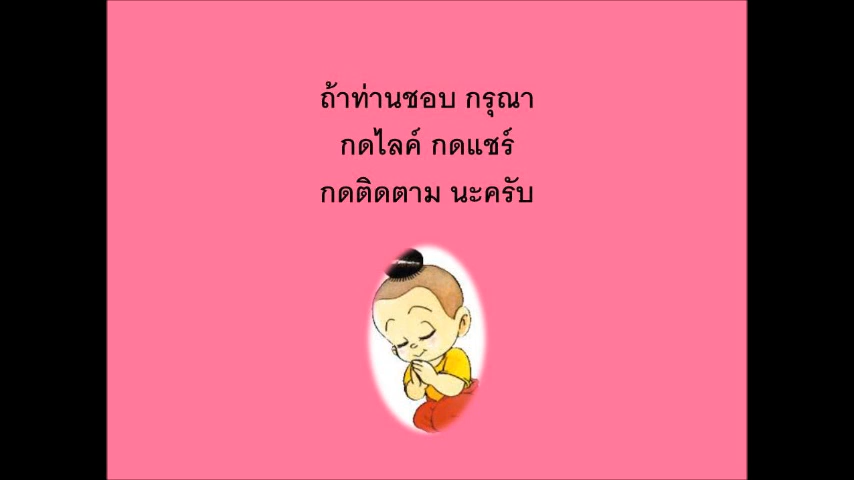 ถ้าท่านชอบ กรุณา
กดไลค์ กดแชร์
กดติดตาม นะครับ